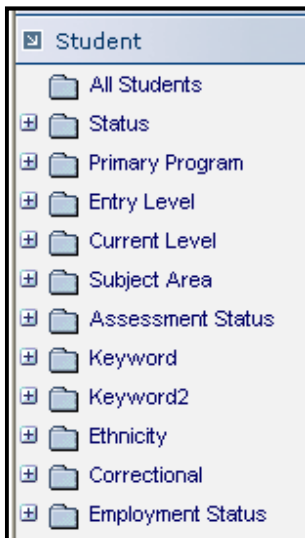 Student
All Students
Status
Primary Program
Entry Level
Current Level
Subject Area
Assessment Status
Keyword
Keyword2
Ethnicity
Correctional
Employment Status